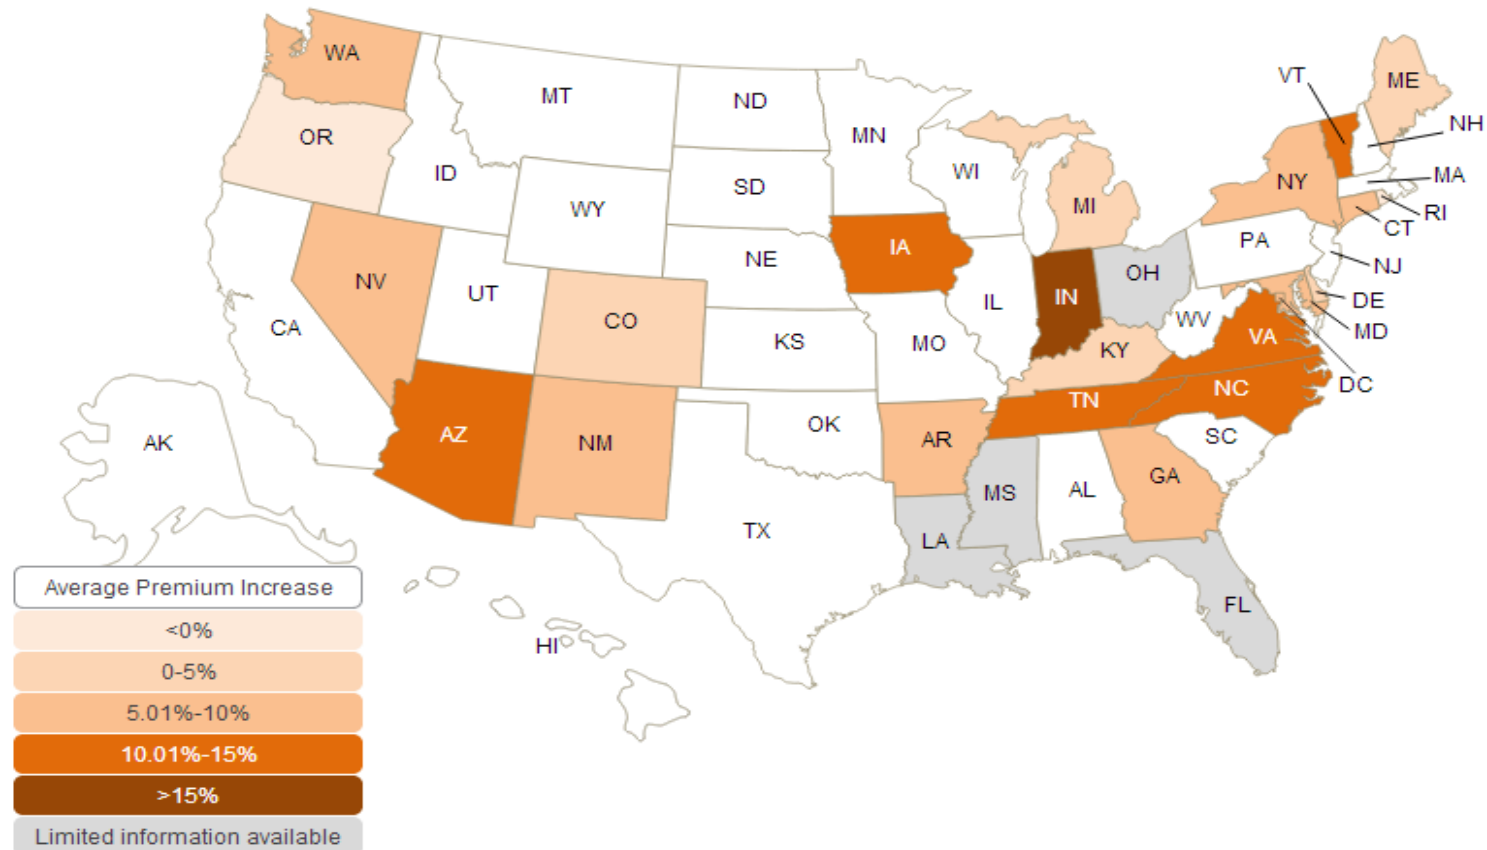 WA
MT
ND
MN
VT
ME
NH
OR
ID
SD
WI
MI
NY
MA
RI
CT
WY
IA
PA
NJ
NV
UT
NE
OH
DE
MD
CO
IL
IN
WV
VA
DC
CA
KS
MO
KY
NC
TN
AK
AZ
NM
OK
AR
SC
MS
AL
GA
TX
LA
FL
HI
Average Premium Increase
<0%
0-5%
5.01%-10%
10.01%-15%
>15%
Limited information available